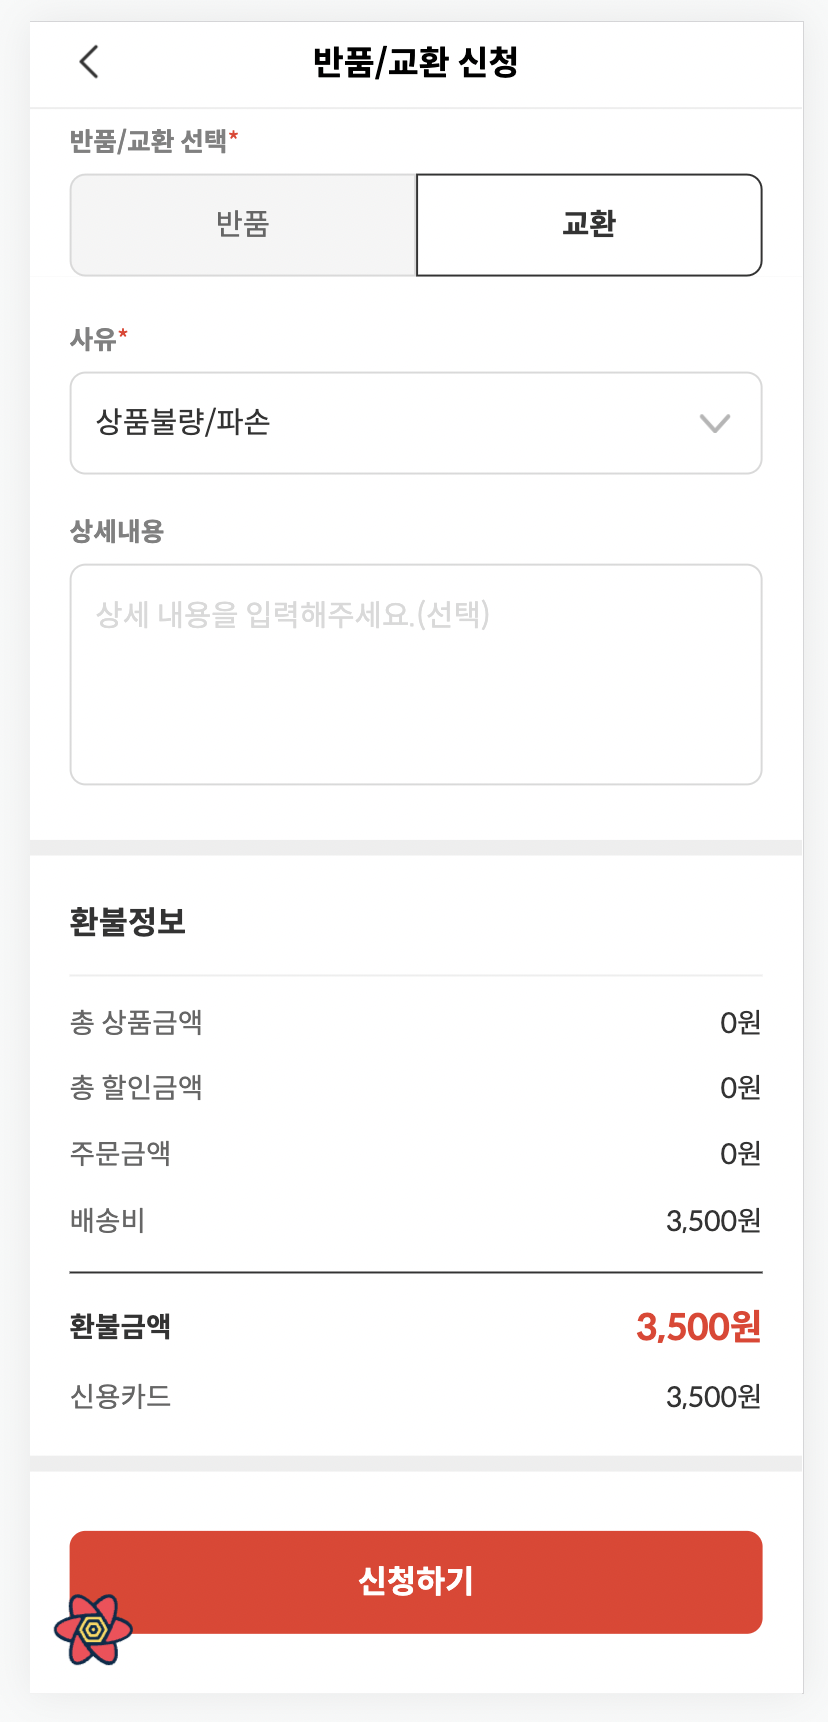 반품/교환 신청
반품/교환 선택*
반품 교환
사유*
상품불량/파손
상세내용
상세 내용을 입력해주세요.(선택)
환불정보
총 상품금액 0원
총 할인금액 0원
주문금액 0원
배송비 3,500원
환불금액 3,500원
신용카드 3,500원
신청하기